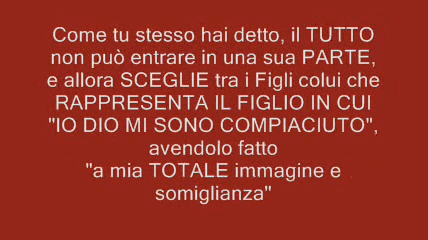 Come tu stesso hai detto, il TUTTO
non può entrare in una sua PARTE,
e allora SCEGLIE tra i Figli colui che
RAPPRESENTA IL FIGLIO IN CUI
"IO DIO MI SONO COMPIACIUTO",
avendolo fatto
"a mia TOTALE immagine e
somiglianza"